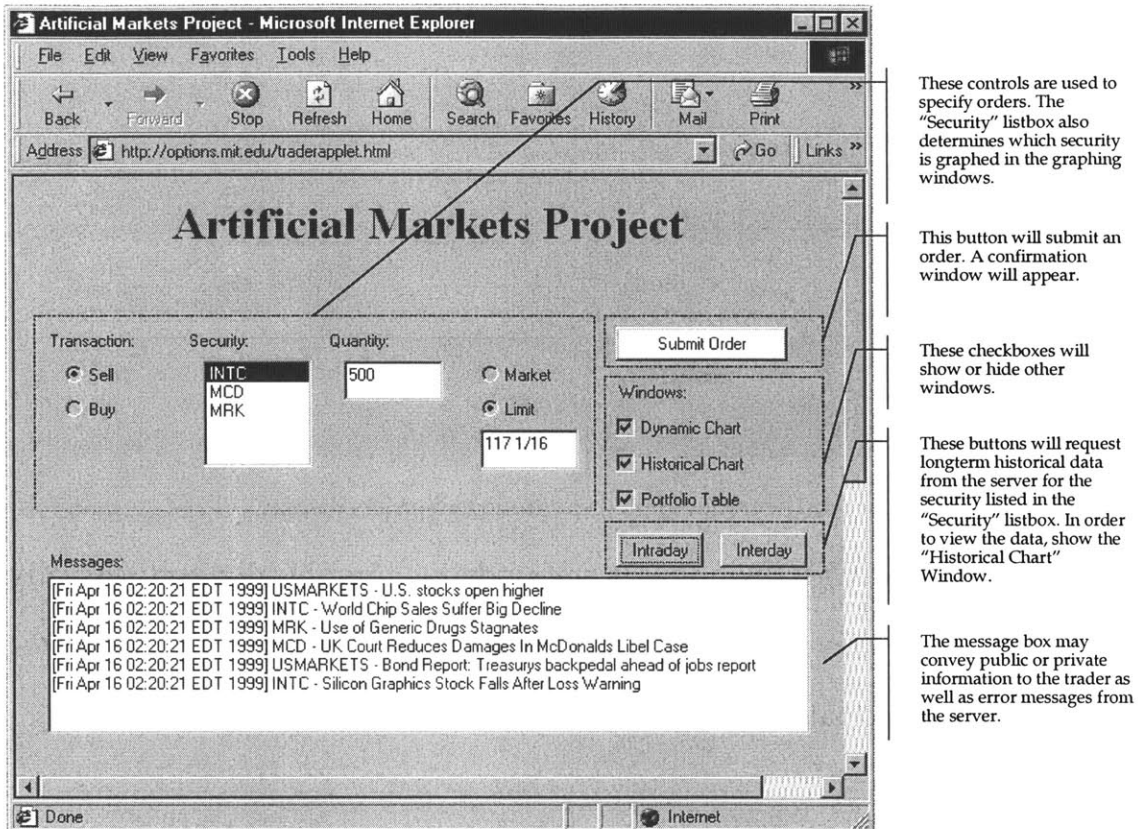 Artificial Markets Project - Microsoft Internet Explorer
File Edit View Favorites Tools Help
Back Forward Stop Refresh Home Search Favorites History Mail Print »
Address http://options.mit.edu/traderapplet.html Go Links »
Artificial Markets Project
Transaction: Security: Quantity:
Sell
Buy
INTC
MCD
MRK
500
Market
Limit
117 1/16
Submit Order
Windows:
Dynamic Chart
Historical Chart
Portfolio Table
Intraday Interday
Messages:
[Fri Apr 16 02:20:21 EDT 1999] USMARKETS - U.S. stocks open higher
[Fri Apr 16 02:20:21 EDT 1999] INTC - World Chip Sales Suffer Big Decline
[Fri Apr 16 02:20:21 EDT 1999] MRK - Use of Generic Drugs Stagnates
[Fri Apr 16 02:20:21 EDT 1999] MCD - UK Court Reduces Damages In McDonalds Libel Case
[Fri Apr 16 02:20:21 EDT 1999] USMARKETS - Bond Report: Treasurys backpedal ahead of jobs report
[Fri Apr 16 02:20:21 EDT 1999] INTC - Silicon Graphics Stock Falls After Loss Warning
Done Internet
These controls are used to
specify orders. The
“Security” listbox also
determines which security
is graphed in the graphing
windows.
This button will submit an
order. A confirmation
window will appear.
These checkboxes will
show or hide other
windows.
These buttons will request
longterm historical data
from the server for the
security listed in the
“Security” listbox. In order
to view the data, show the
“Historical Chart”
Window.
The message box may
convey public or private
information to the trader as
well as error messages from
the server.